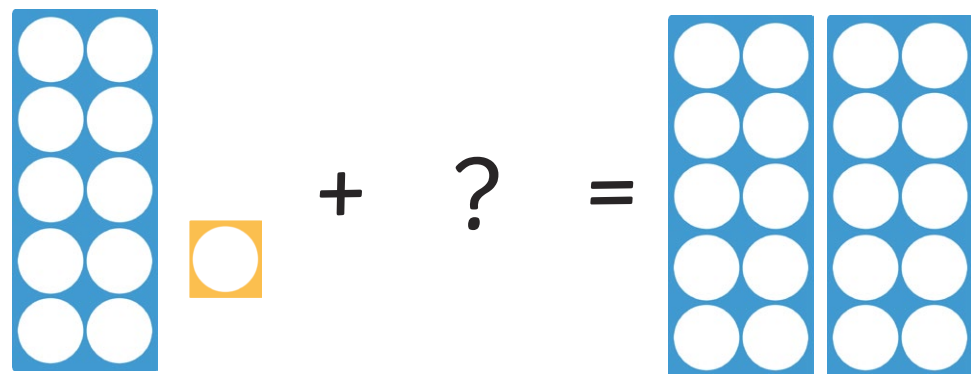 + ? =